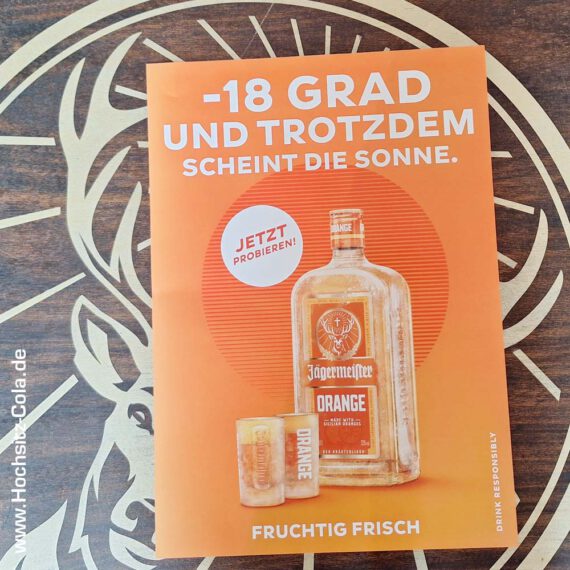 -18 GRAD
UND TROTZDEM
SCHEINT DIE SONNE.
JETZT
PROBIEREN!
ORANGE
Jägermeister
ORANGE
MADE WITH
SICILIAN ORANGES
ORANGE
FRUCHTIG FRISCH
DRINK RESPONSIBLY
www.Hochsitz-Cola.de